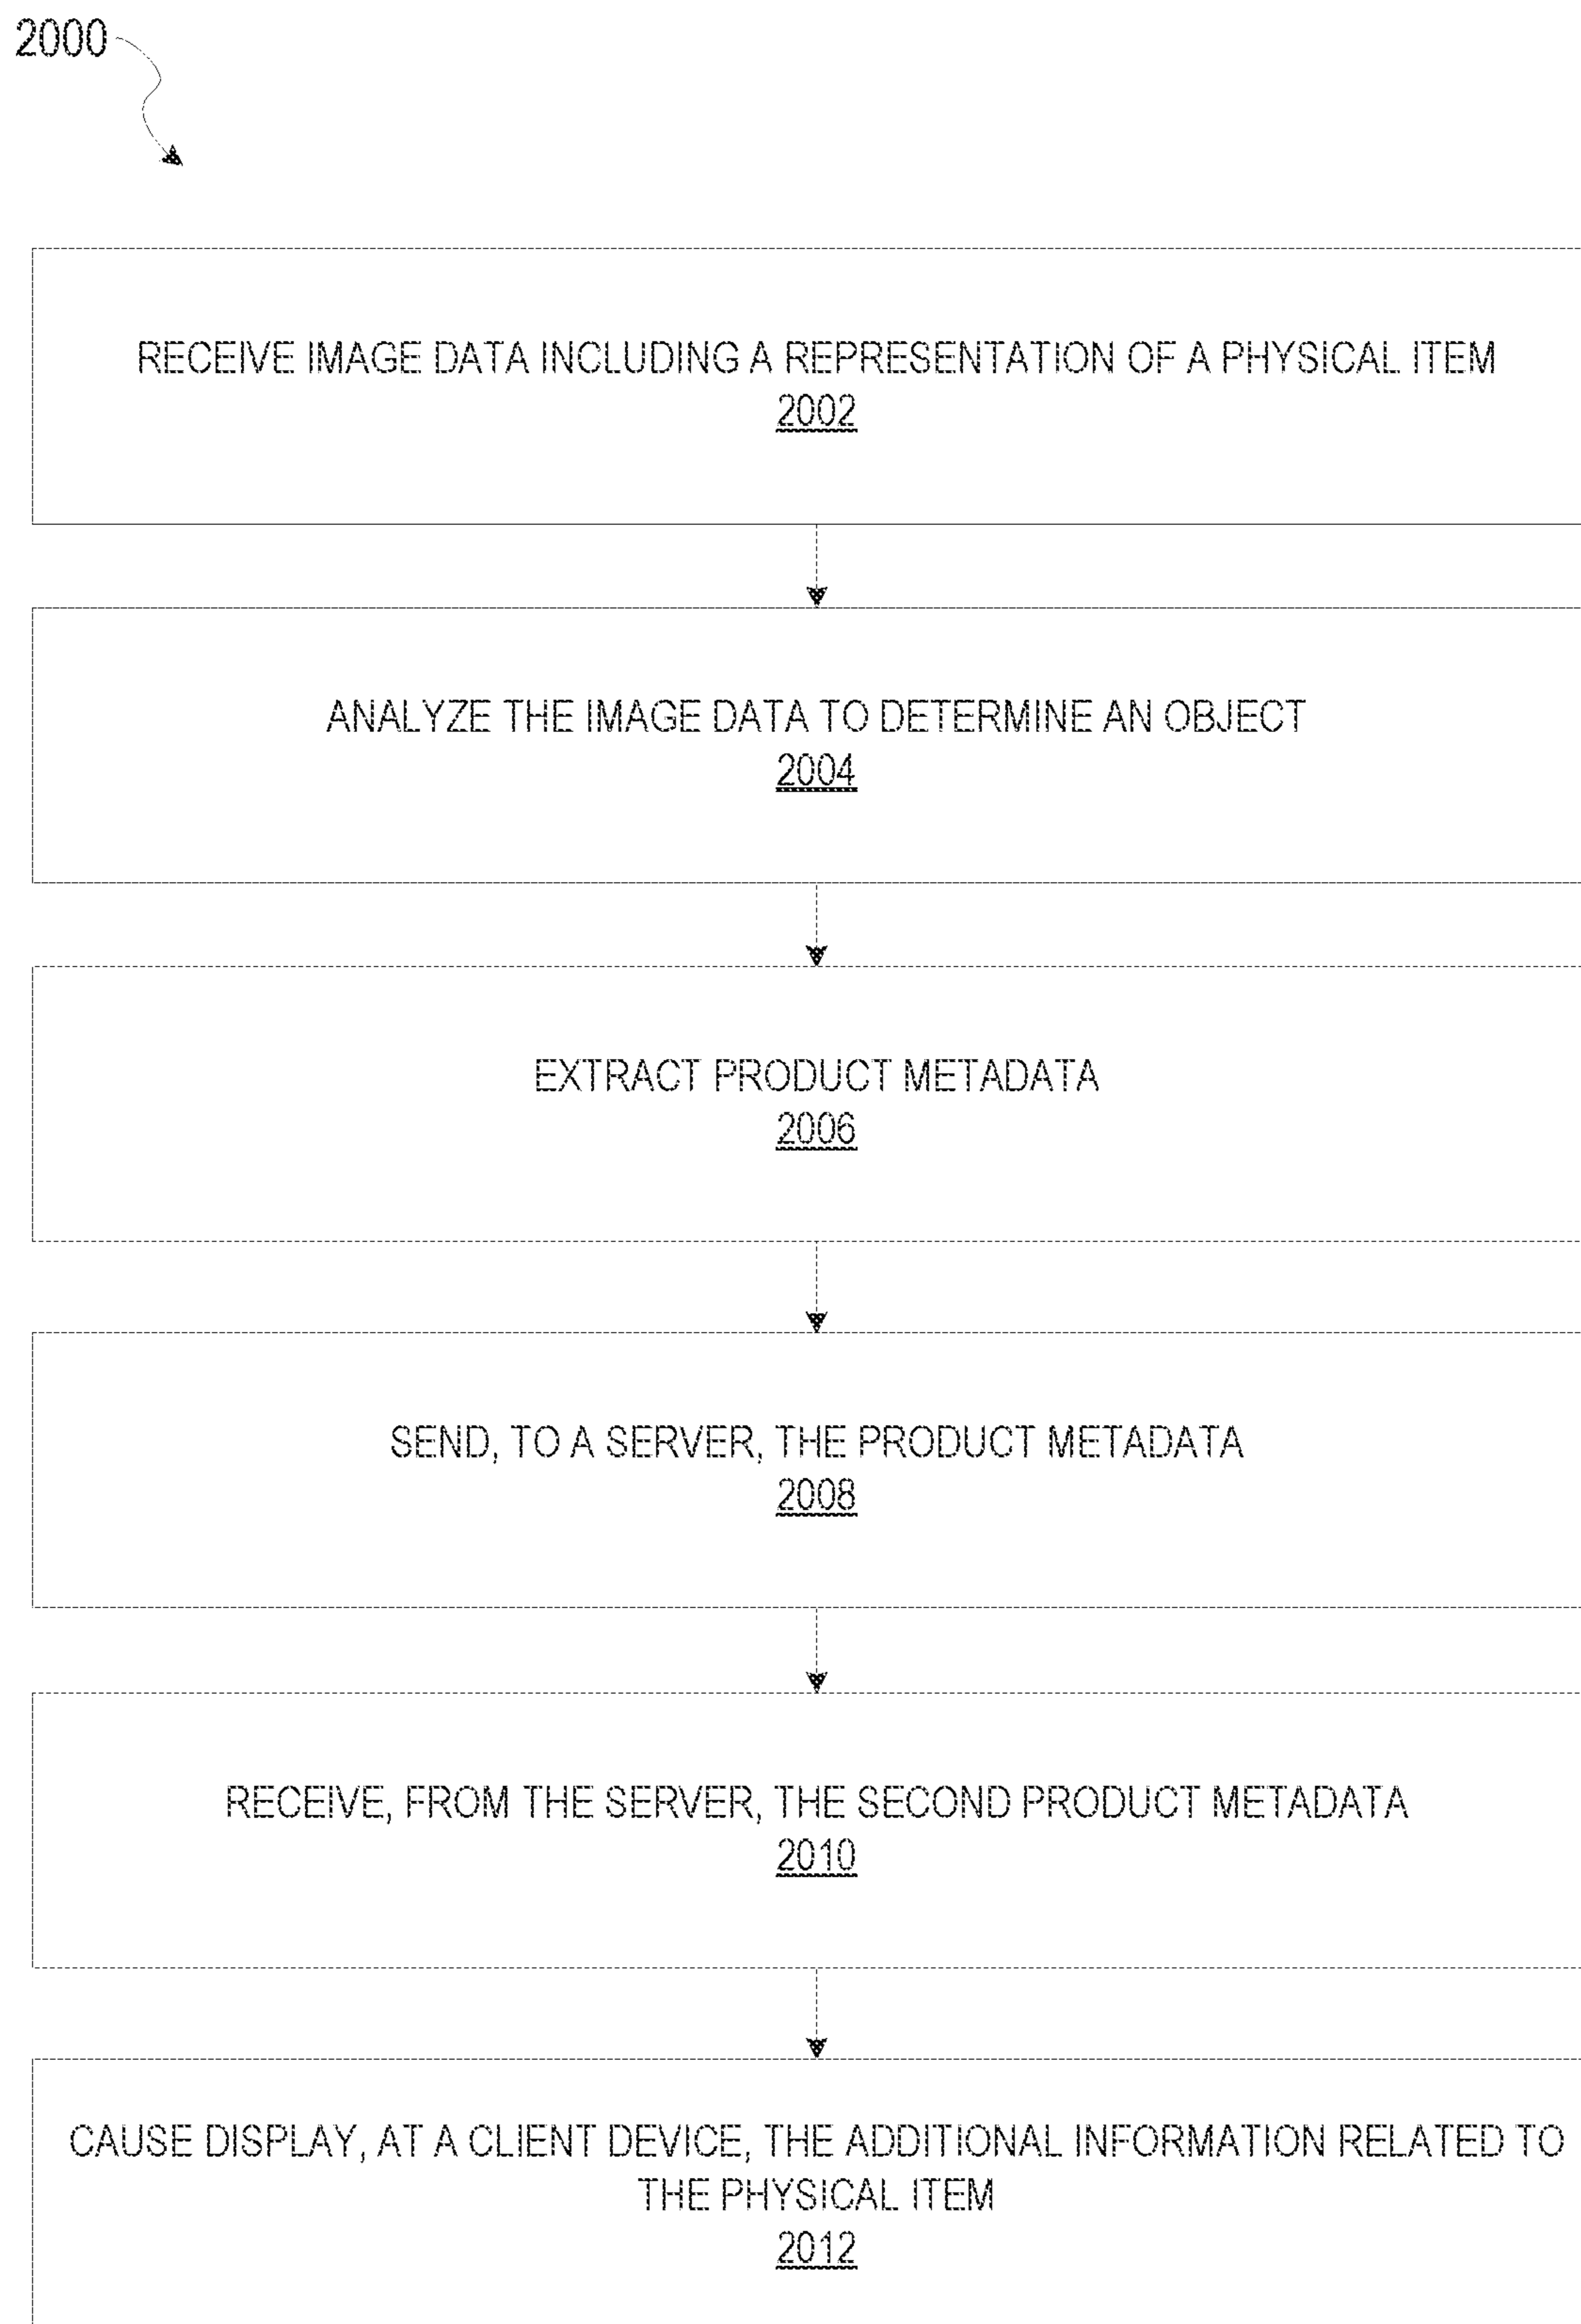 2000
RECEIVE IMAGE DATA INCLUDING A REPRESENTATION OF A PHYSICAL ITEM
2002
ANALYZE THE IMAGE DATA TO DETERMINE AN OBJECT
2004
EXTRACT PRODUCT METADATA
2006
SEND, TO A SERVER, THE PRODUCT METADATA
2008
RECEIVE, FROM THE SERVER, THE SECOND PRODUCT METADATA
2010
CAUSE DISPLAY, AT A CLIENT DEVICE, THE ADDITIONAL INFORMATION RELATED TO
THE PHYSICAL ITEM
2012